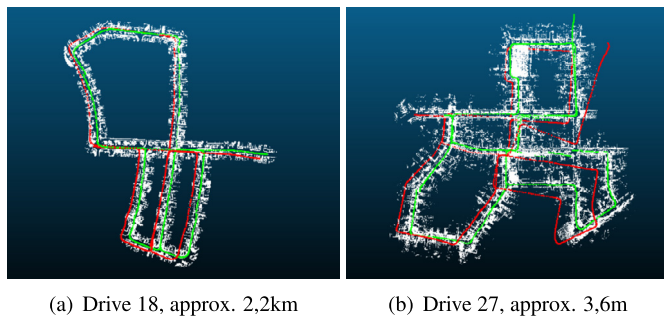 (a) Drive 18, approx. 2,2km
(b) Drive 27, approx. 3,6m